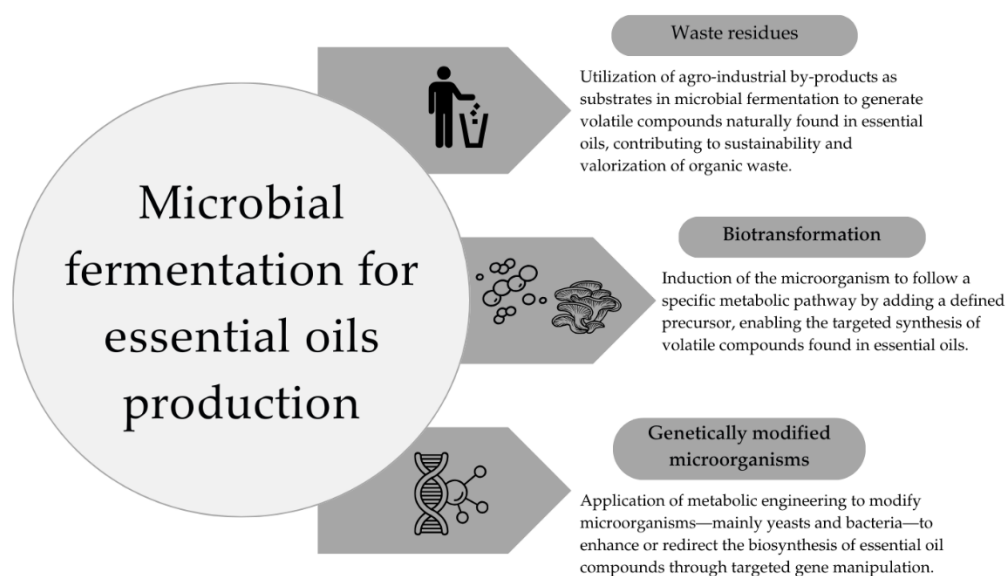 Microbial
fermentation for
essential oils
production
Waste residues
Utilization of agro-industrial by-products as
substrates in microbial fermentation to generate
volatile compounds naturally found in essential
oils, contributing to sustainability and
valorization of organic waste.
Biotransformation
Induction of the microorganism to follow a
specific metabolic pathway by adding a defined
precursor, enabling the targeted synthesis of
volatile compounds found in essential oils.
Genetically modified
microorganisms
Application of metabolic engineering to modify
microorganisms—mainly yeasts and bacteria—to
enhance or redirect the biosynthesis of essential oil
compounds through targeted gene manipulation.